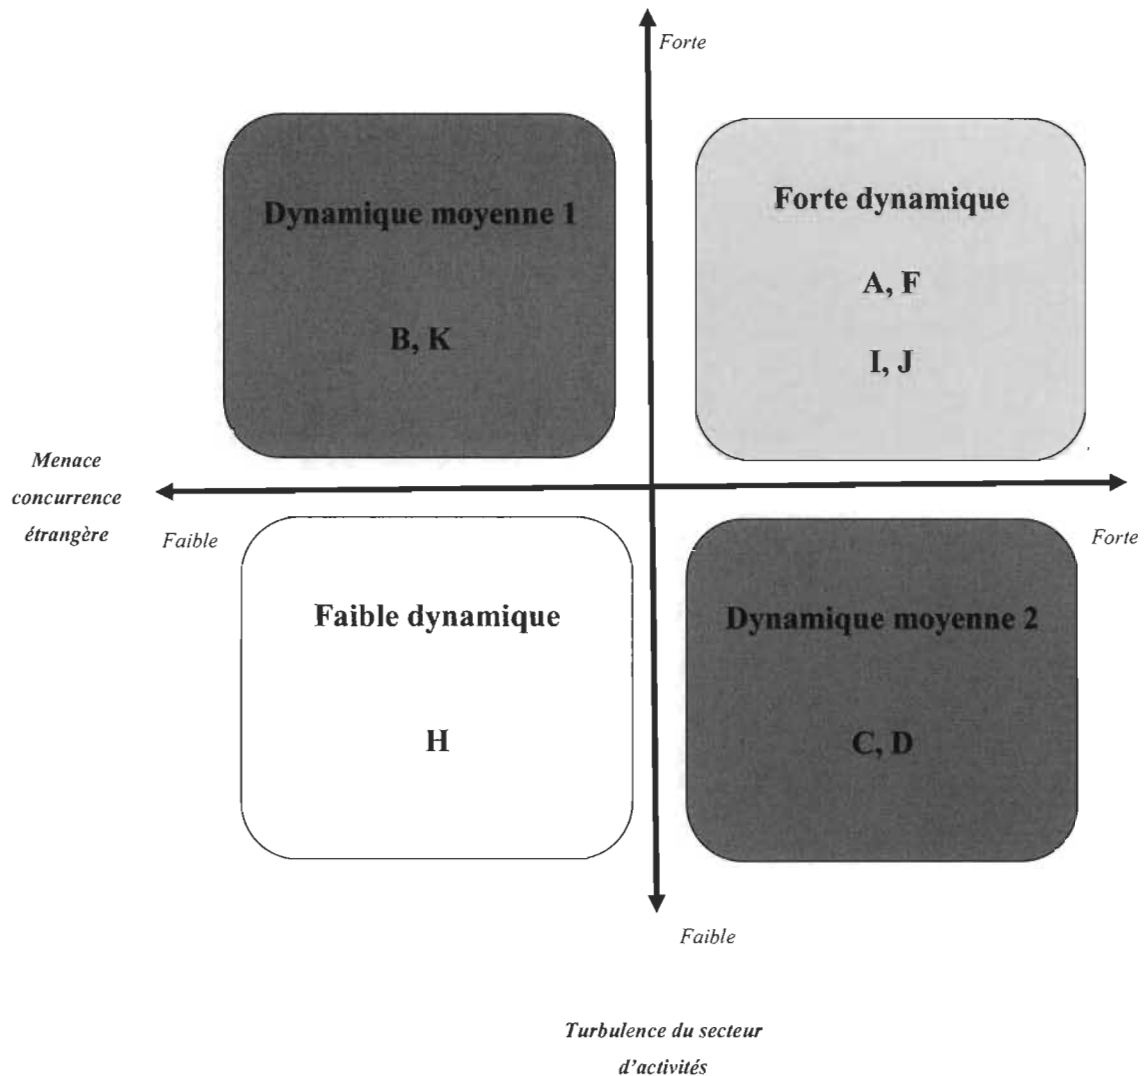 Forte
Dynamique moyenne 1
Forte dynamique
A, F
B, K
I, J
Menace
concurrence
étrangère
Faible
Forte
Faible dynamique
Dynamique moyenne 2
H
C, D
Faible
Turbulence du secteur
d'activités